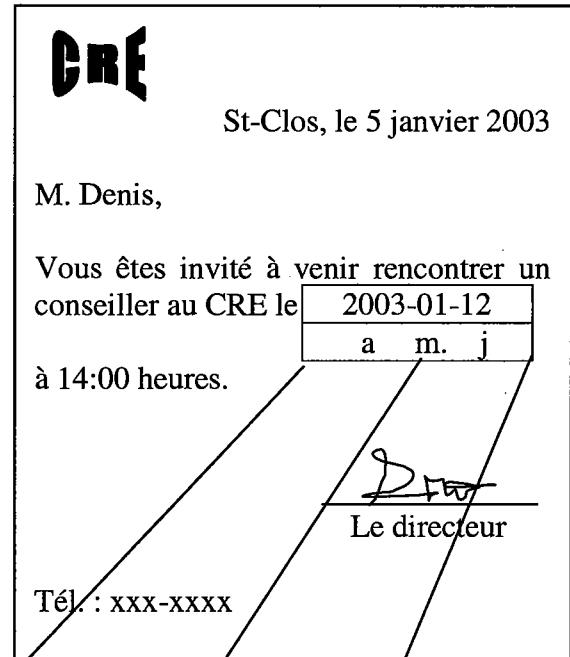 CRE
St-Clos, le 5 janvier 2003
M. Denis,
Vous êtes invité à venir rencontrer un
conseiller au CRE le 2003-01-12
a m. j
à 14:00 heures.
Le directeur
Tél. : xxx-xxxx